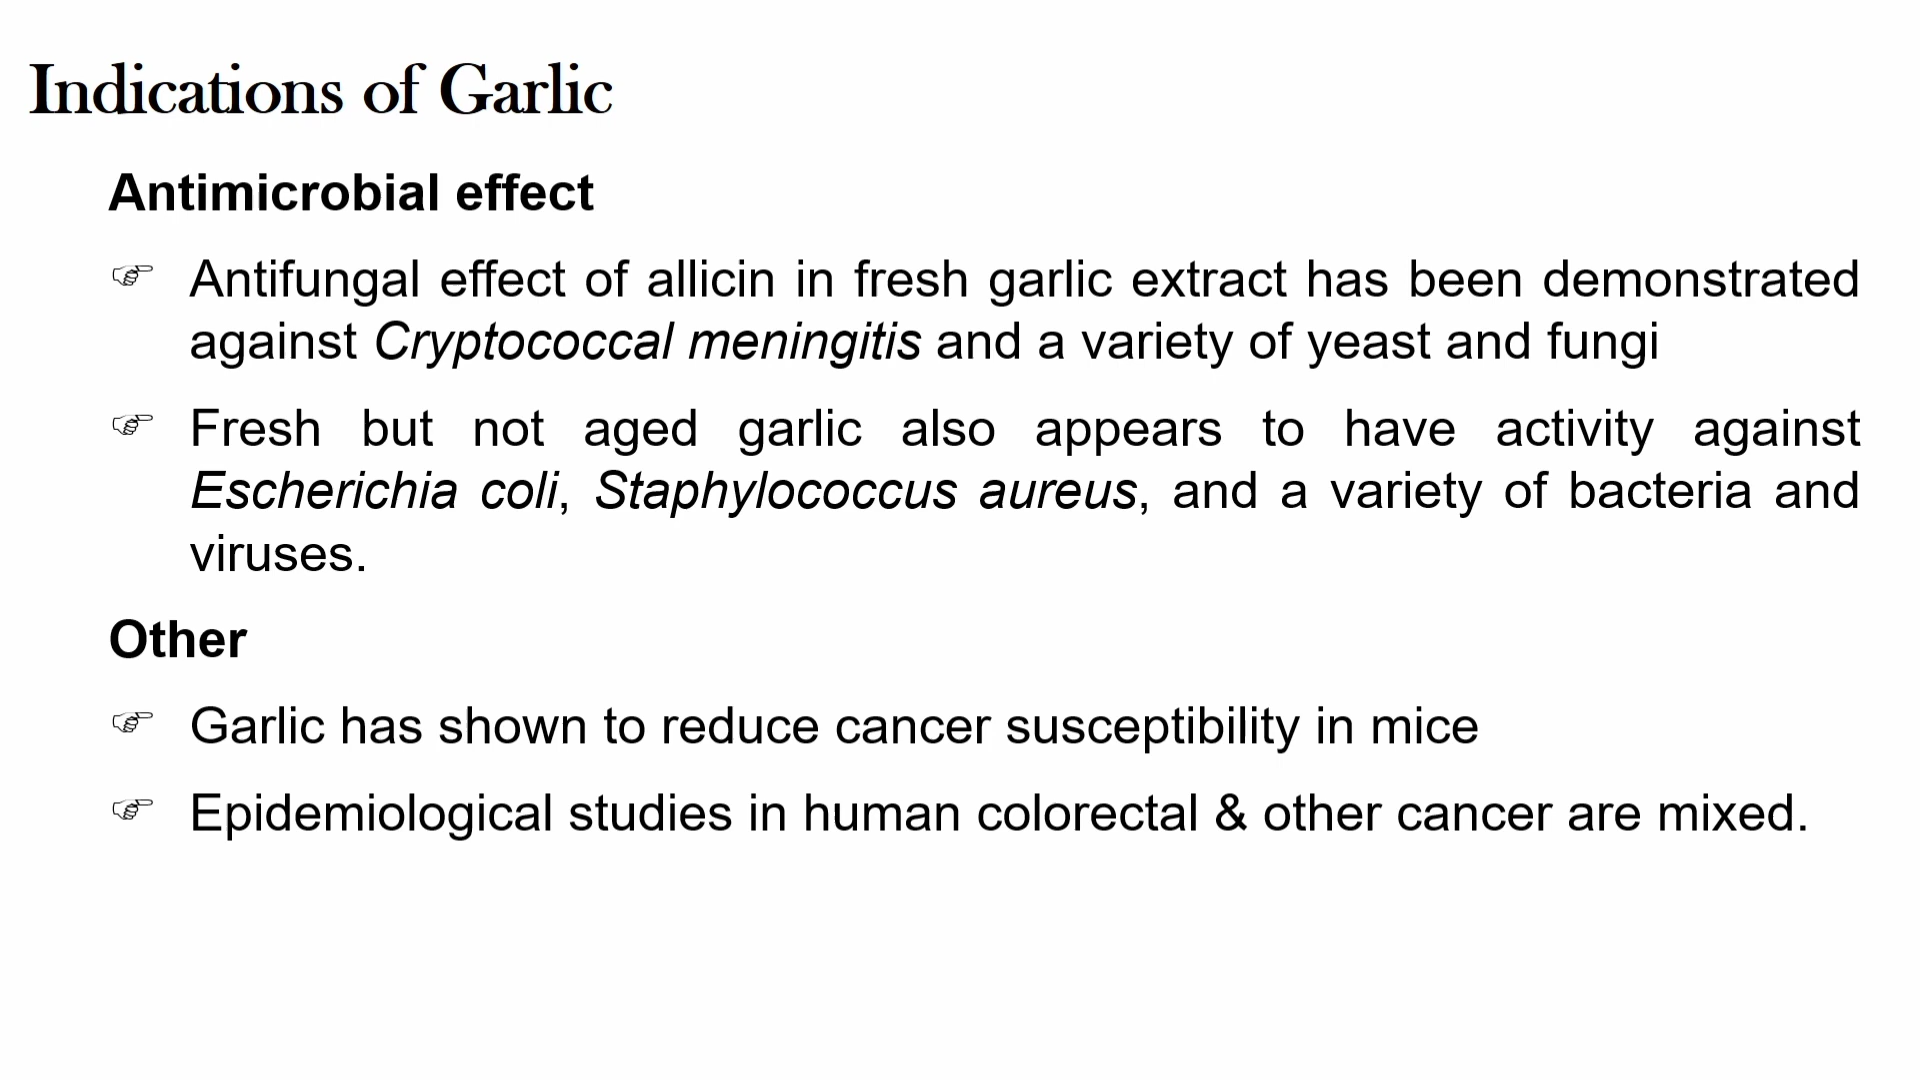 Indications of Garlic
Antimicrobial effect
☞ Antifungal effect of allicin in fresh garlic extract has been demonstrated
against Cryptococcal meningitis and a variety of yeast and fungi
☞ Fresh but not aged garlic also appears to have activity against
Escherichia coli, Staphylococcus aureus, and a variety of bacteria and
viruses.
Other
☞ Garlic has shown to reduce cancer susceptibility in mice
☞ Epidemiological studies in human colorectal & other cancer are mixed.